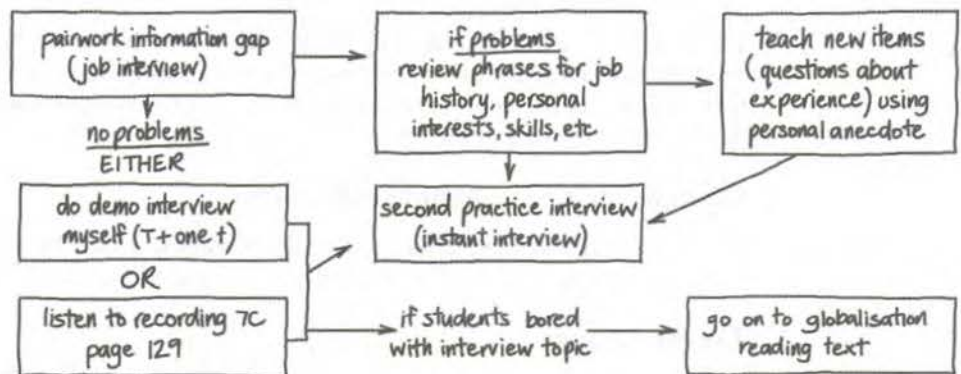 pairwork information gap
(job interview)
if problems
review phrases for job
history, personal
interests, skills, etc
teach new items
(questions about
experience) using
personal anecdote
no problems
EITHER
do demo interview
myself (T + one t)
OR
listen to recording 7C
page 129
second practice interview
(instant interview)
if students bored
with interview topic
go on to globalisation
reading text